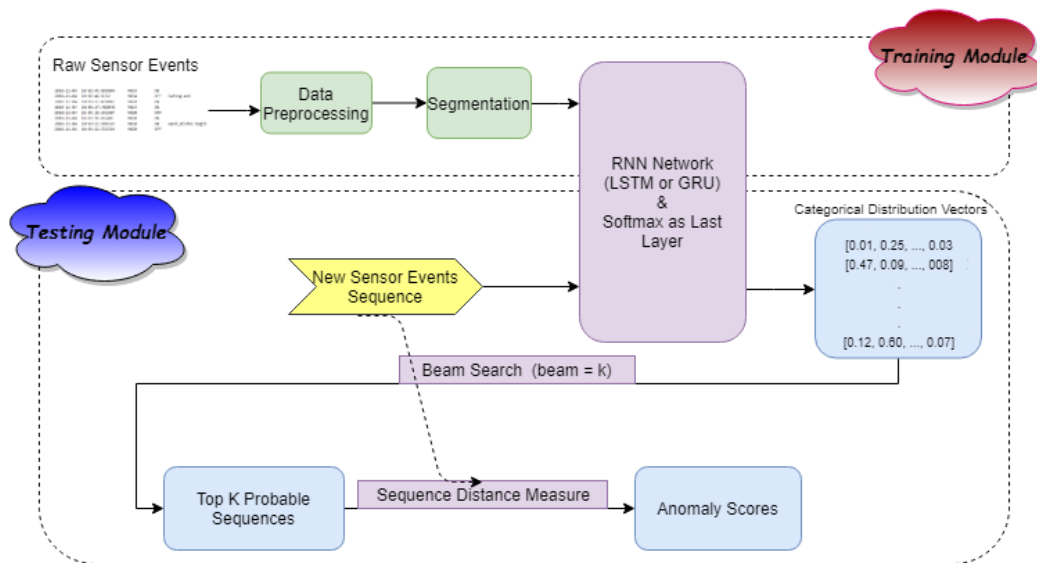 Training Module
Raw Sensor Events
Data
Preprocessing
Segmentation
RNN Network
(LSTM or GRU)
&
Softmax as Last
Layer
Testing Module
Categorical Distribution Vectors
[0.01, 0.25, ..., 0.03
[0.47, 0.09, ..., 008]
.
.
.
[0.12, 0.60, ..., 0.07]
New Sensor Events
Sequence
Beam Search (beam = k)
Top K Probable
Sequences
Sequence Distance Measure
Anomaly Scores